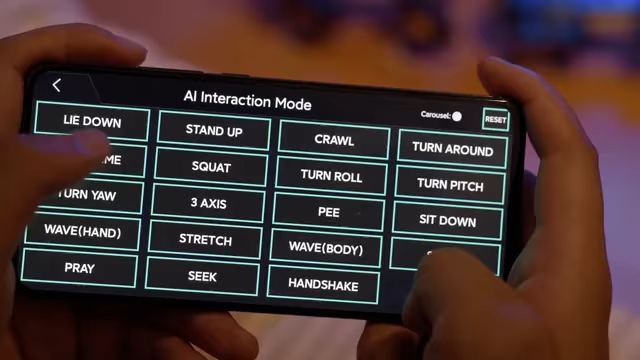 AI Interaction Mode
Carousel: RESET
LIE DOWN STAND UP CRAWL TURN AROUND
SQUAT TURN ROLL TURN PITCH
TURN YAW 3 AXIS PEE SIT DOWN
WAVE(HAND) STRETCH WAVE(BODY)
PRAY SEEK HANDSHAKE